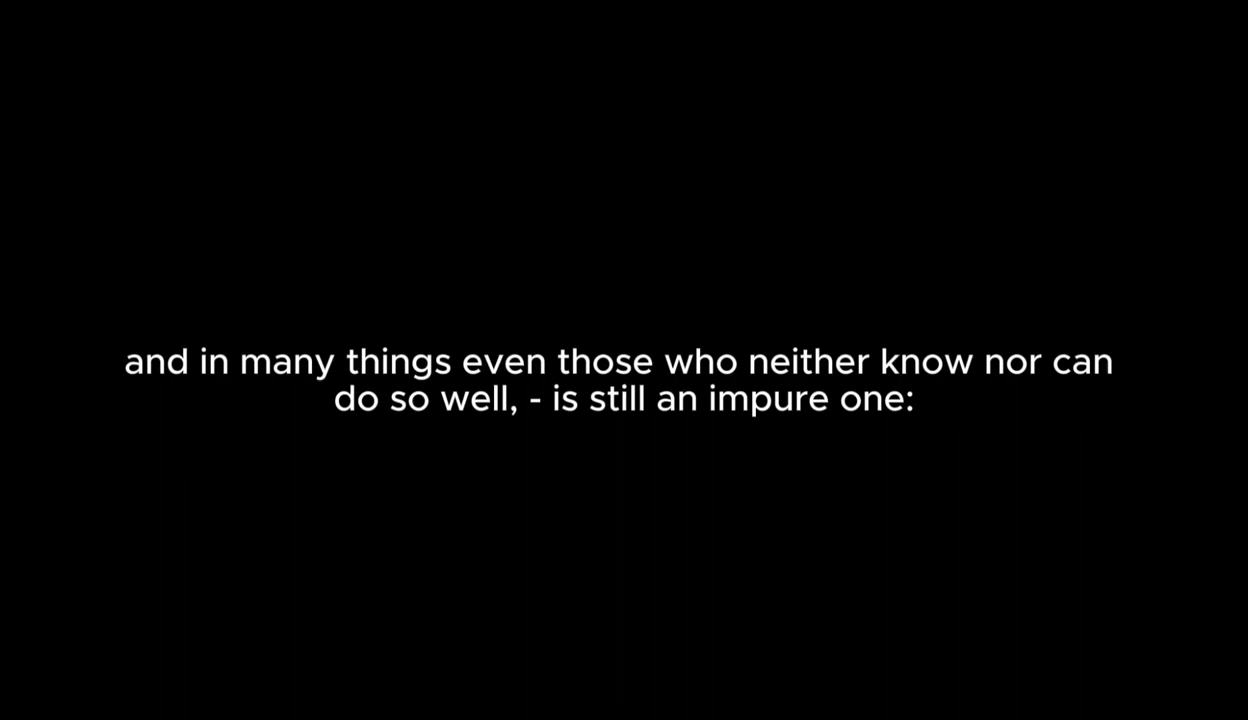 and in many things even those who neither know nor can
do so well, - is still an impure one: